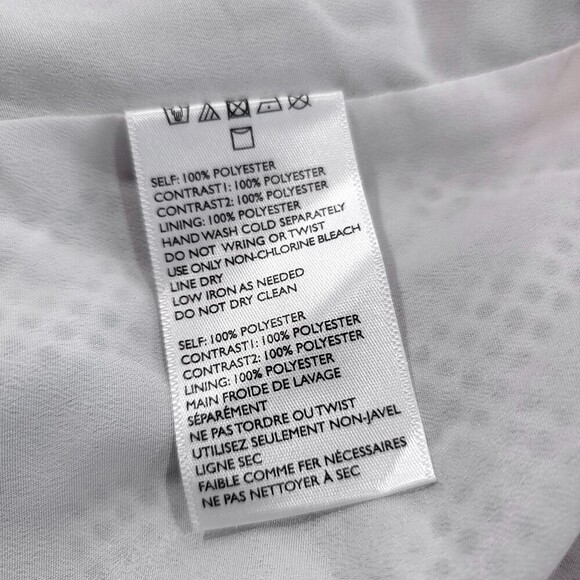 SELF: 100% POLYESTER
CONTRAST1: 100% POLYESTER
CONTRAST2: 100% POLYESTER
LINING: 100% POLYESTER
HAND WASH COLD SEPARATELY
DO NOT WRING OR TWIST
USE ONLY NON-CHLORINE BLEACH
LINE DRY
LOW IRON AS NEEDED
DO NOT DRY CLEAN
SELF: 100% POLYESTER
CONTRAST1: 100% POLYESTER
CONTRAST2: 100% POLYESTER
LINING: 100% POLYESTER
MAIN FROIDE DE LAVAGE
SÉPARÉMENT
NE PAS TORDRE OU TWIST
UTILISEZ SEULEMENT NON-JAVEL
LIGNE SEC
FAIBLE COMME FER NÉCESSAIRES
NE PAS NETTOYER À SEC